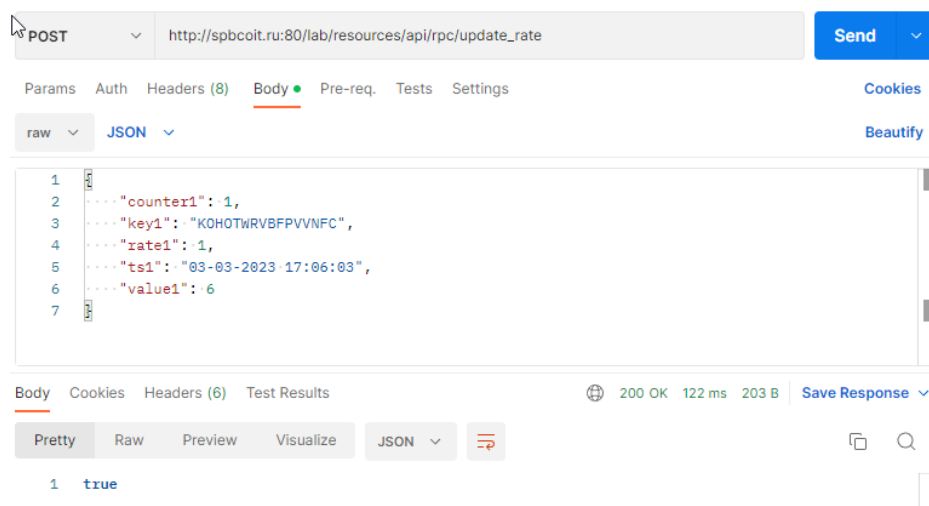 POST http://spbcoit.ru:80/lab/resources/api/rpc/update_rate Send
Params Auth Headers (8) Body Pre-req. Tests Settings Cookies
raw JSON Beautify
1 {
2 "counter1": 1,
3 "key1": "KOHOTWRVBFPVVNFC",
4 "rate1": 1,
5 "ts1": "03-03-2023 17:06:03",
6 "value1": 6
7 }
Body Cookies Headers (6) Test Results 200 OK 122 ms 203 B Save Response
Pretty Raw Preview Visualize JSON
1 true